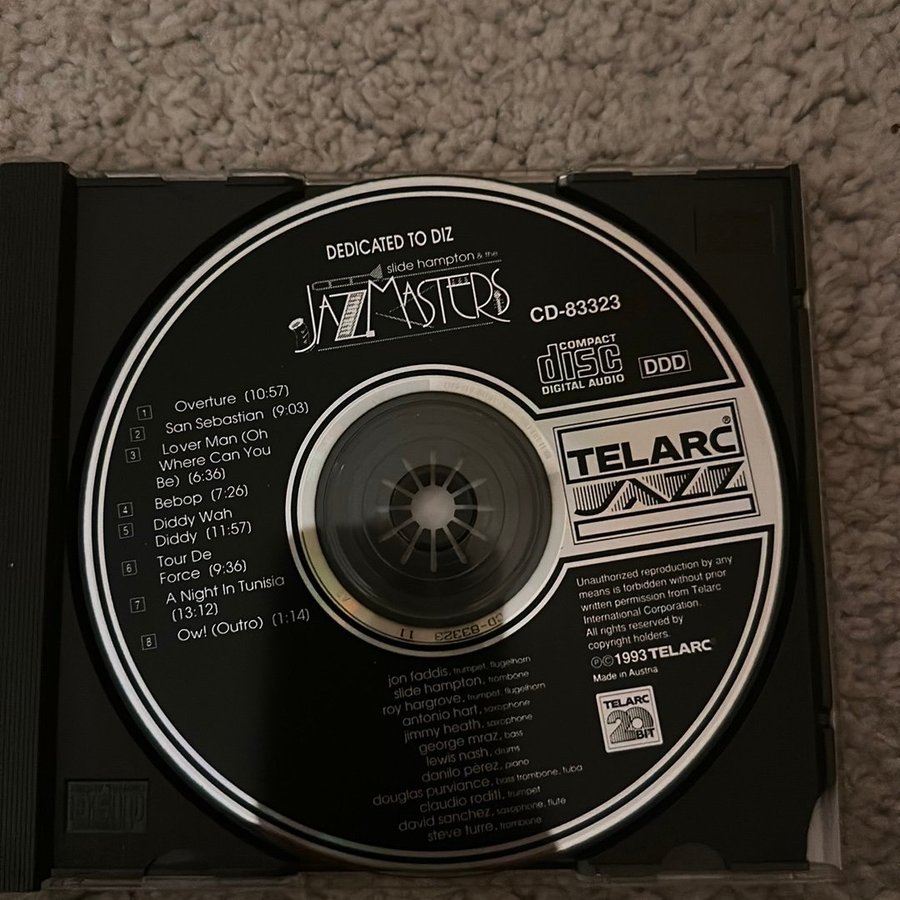 DEDICATED TO DIZ
slide hampton & the
JAZZMASTERS
CD-83323
COMPACT
disc
DIGITAL AUDIO
DDD
TELARC®
JAZZ
1 Overture (10:57)
2 San Sebastian (9:03)
3 Lover Man (Oh
Where Can You
Be) (6:36)
4 Bebop (7:26)
5 Diddy Wah
Diddy (11:57)
6 Tour De
Force (9:36)
7 A Night In Tunisia
(13:12)
8 Ow! (Outro) (1:14)
Unauthorized reproduction by any
means is forbidden without prior
written permission from Telarc
International Corporation.
All rights reserved by
copyright holders.
℗©1993 TELARC®
Made in Austria
TELARC
20
BIT
CD-83323 11
jon faddis, trumpet, flugelhorn
slide hampton, trombone
roy hargrove, trumpet, flugelhorn
antonio hart, saxophone
jimmy heath, saxophone
george mraz, bass
lewis nash, drums
danilo pérez, piano
douglas purviance, bass trombone, tuba
claudio roditi, trumpet
david sanchez, saxophone, flute
steve turre, trombone